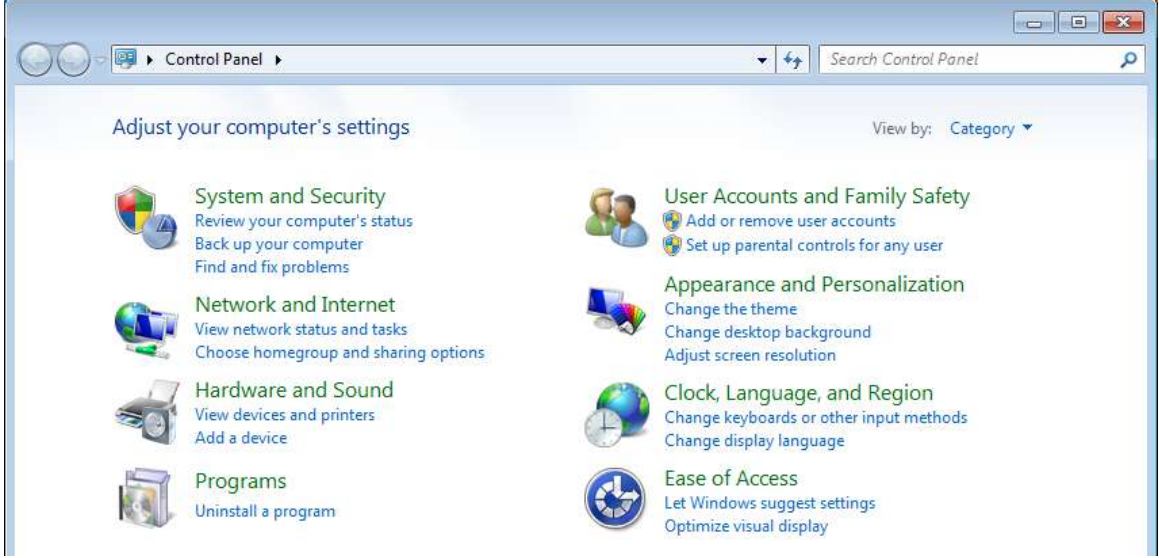 Control Panel
Search Control Panel
Adjust your computer's settings
View by: Category
System and Security
Review your computer's status
Back up your computer
Find and fix problems
Network and Internet
View network status and tasks
Choose homegroup and sharing options
Hardware and Sound
View devices and printers
Add a device
Programs
Uninstall a program
User Accounts and Family Safety
Add or remove user accounts
Set up parental controls for any user
Appearance and Personalization
Change the theme
Change desktop background
Adjust screen resolution
Clock, Language, and Region
Change keyboards or other input methods
Change display language
Ease of Access
Let Windows suggest settings
Optimize visual display